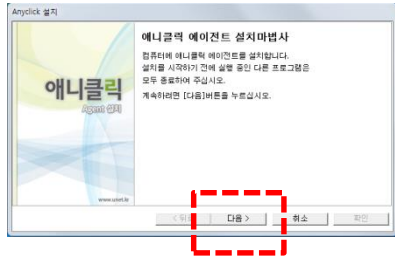 Anyclick 설치
애니클릭 에이전트 설치마법사
컴퓨터에 애니클릭 에이전트를 설치합니다.
설치를 시작하기 전에 실행 중인 다른 프로그램은
모두 종료하여 주십시오.
계속하려면 [다음]버튼을 누르십시오.
애니클릭
Agent 설치
< 뒤로 다음 > 취소 확인